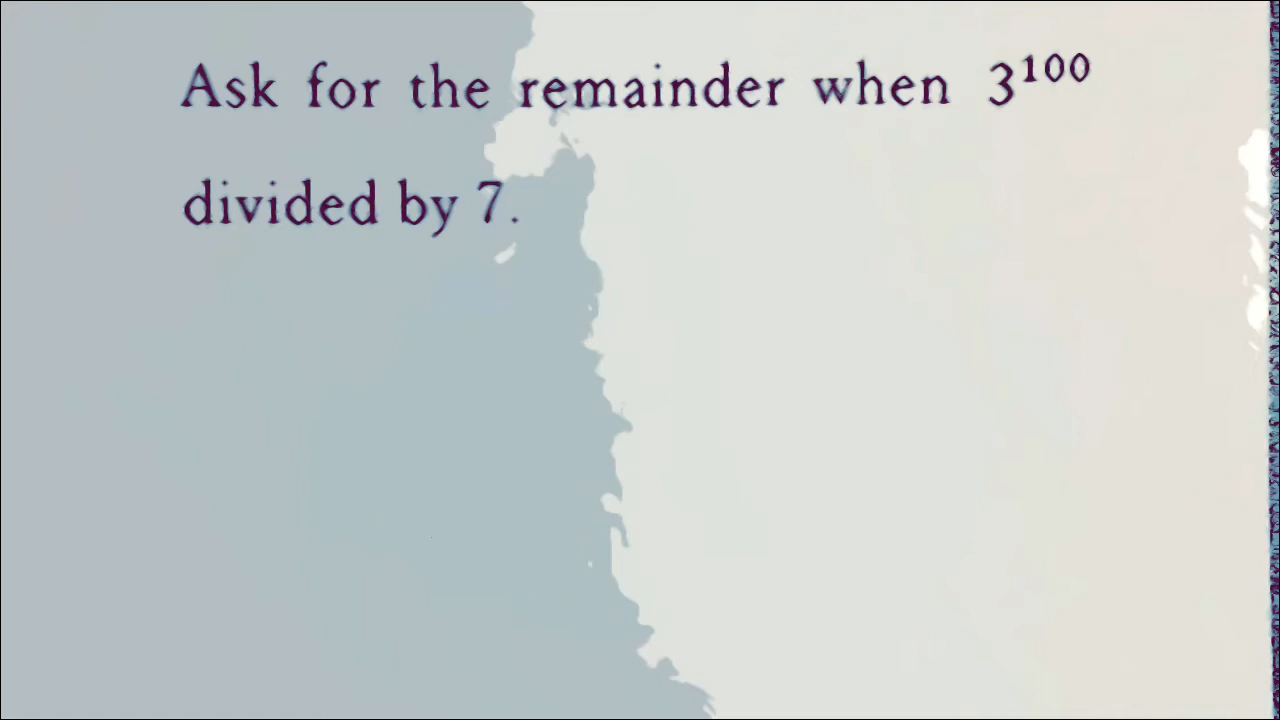 Ask for the remainder when 3¹⁰⁰
divided by 7.